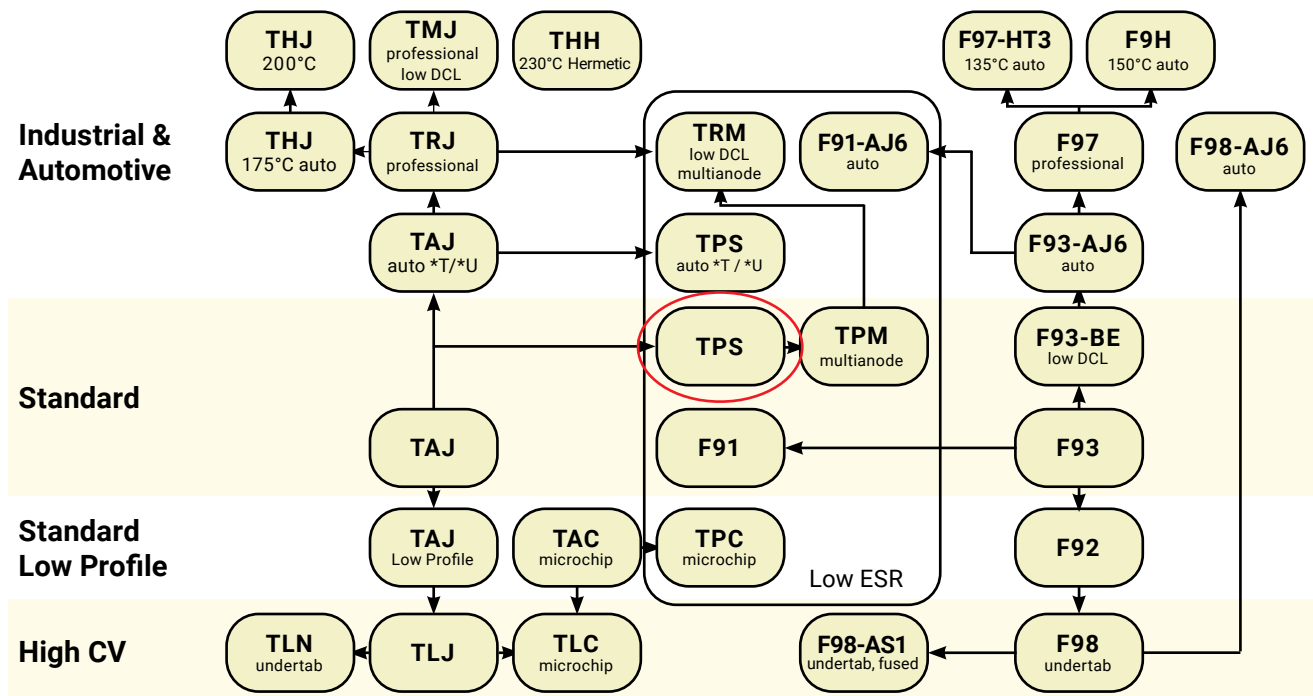 THJ
200°C
TMJ
professional
low DCL
THH
230°C Hermetic
F97-HT3
135°C auto
F9H
150°C auto
Industrial &
Automotive
THJ
175°C auto
TRJ
professional
TRM
low DCL
multianode
F91-AJ6
auto
F97
professional
F98-AJ6
auto
TAJ
auto *T/*U
TPS
auto *T / *U
F93-AJ6
auto
Standard
TPS
TPM
multianode
F93-BE
low DCL
TAJ
F91
F93
Standard
Low Profile
TAJ
Low Profile
TAC
microchip
TPC
microchip
F92
Low ESR
High CV
TLN
undertab
TLJ
TLC
microchip
F98-AS1
undertab, fused
F98
undertab